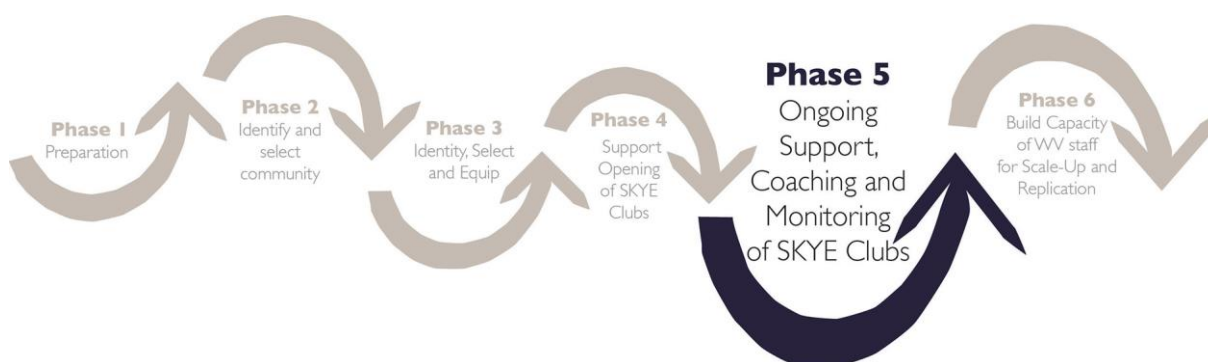 Phase 1
Preparation
Phase 2
Identify and
select
community
Phase 3
Identity, Select
and Equip
Phase 4
Support
Opening
of SKYE
Clubs
Phase 5
Ongoing
Support,
Coaching and
Monitoring
of SKYE Clubs
Phase 6
Build Capacity
of WV staff
for Scale-Up and
Replication